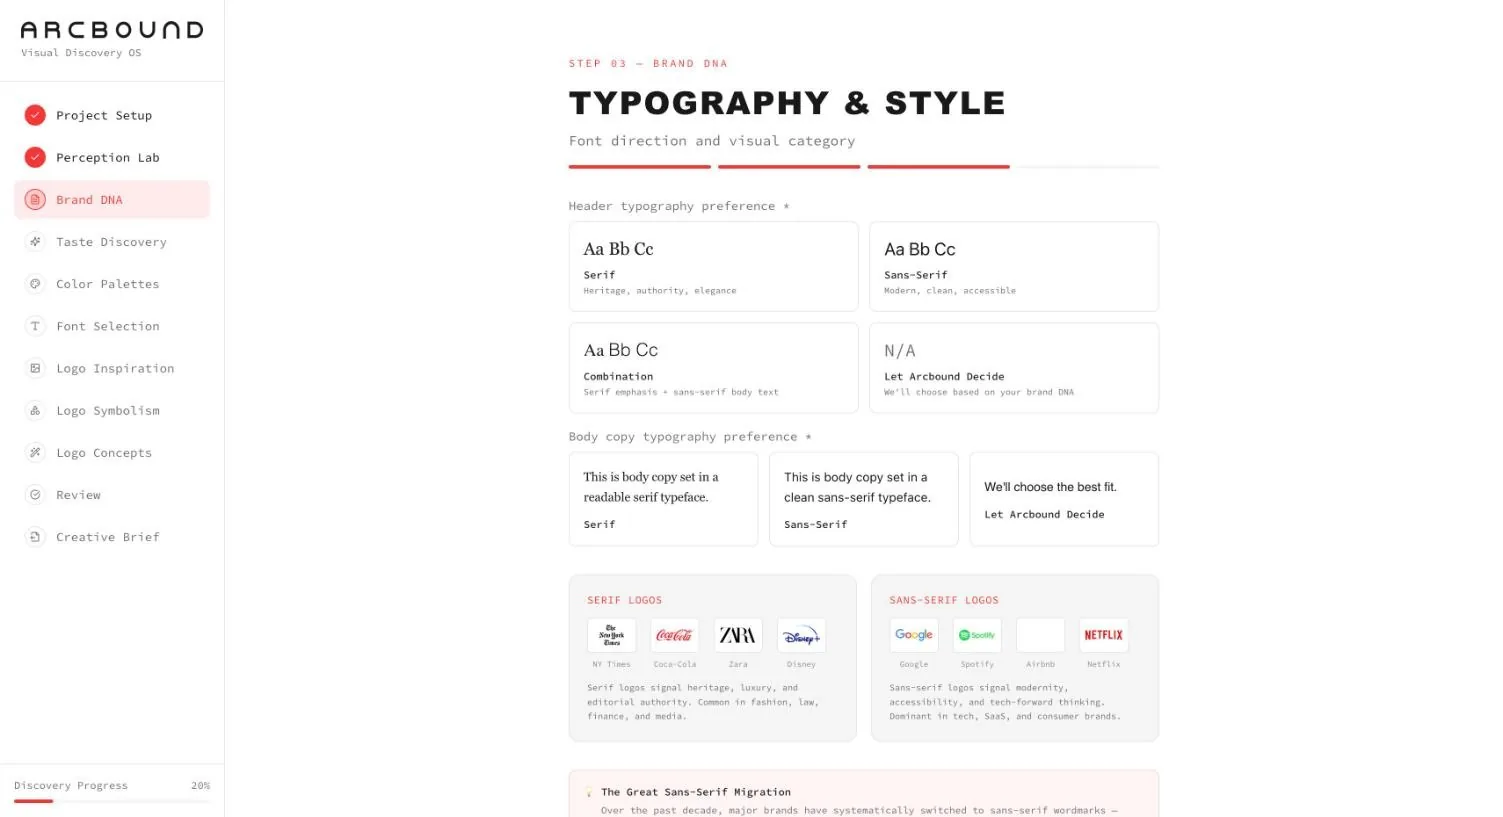 ARCBOUND
Visual Discovery OS
Project Setup
Perception Lab
Brand DNA
Taste Discovery
Color Palettes
Font Selection
Logo Inspiration
Logo Symbolism
Logo Concepts
Review
Creative Brief
Discovery Progress 20%
STEP 03 — BRAND DNA
TYPOGRAPHY & STYLE
Font direction and visual category
Header typography preference *
Aa Bb Cc
Serif
Heritage, authority, elegance
Aa Bb Cc
Sans-Serif
Modern, clean, accessible
Aa Bb Cc
Combination
Serif emphasis + sans-serif body text
N/A
Let Arcbound Decide
We'll choose based on your brand DNA
Body copy typography preference *
This is body copy set in a
readable serif typeface.
Serif
This is body copy set in a
clean sans-serif typeface.
Sans-Serif
We'll choose the best fit.
Let Arcbound Decide
SERIF LOGOS
The
New York
Times
Coca-Cola
ZARA
Disney+
NY Times
Coca-Cola
Zara
Disney
Serif logos signal heritage, luxury, and
editorial authority. Common in fashion, law,
finance, and media.
SANS-SERIF LOGOS
Google
Spotify
NETFLIX
Google
Spotify
Airbnb
Netflix
Sans-serif logos signal modernity,
accessibility, and tech-forward thinking.
Dominant in tech, SaaS, and consumer brands.
The Great Sans-Serif Migration
Over the past decade, major brands have systematically switched to sans-serif wordmarks —